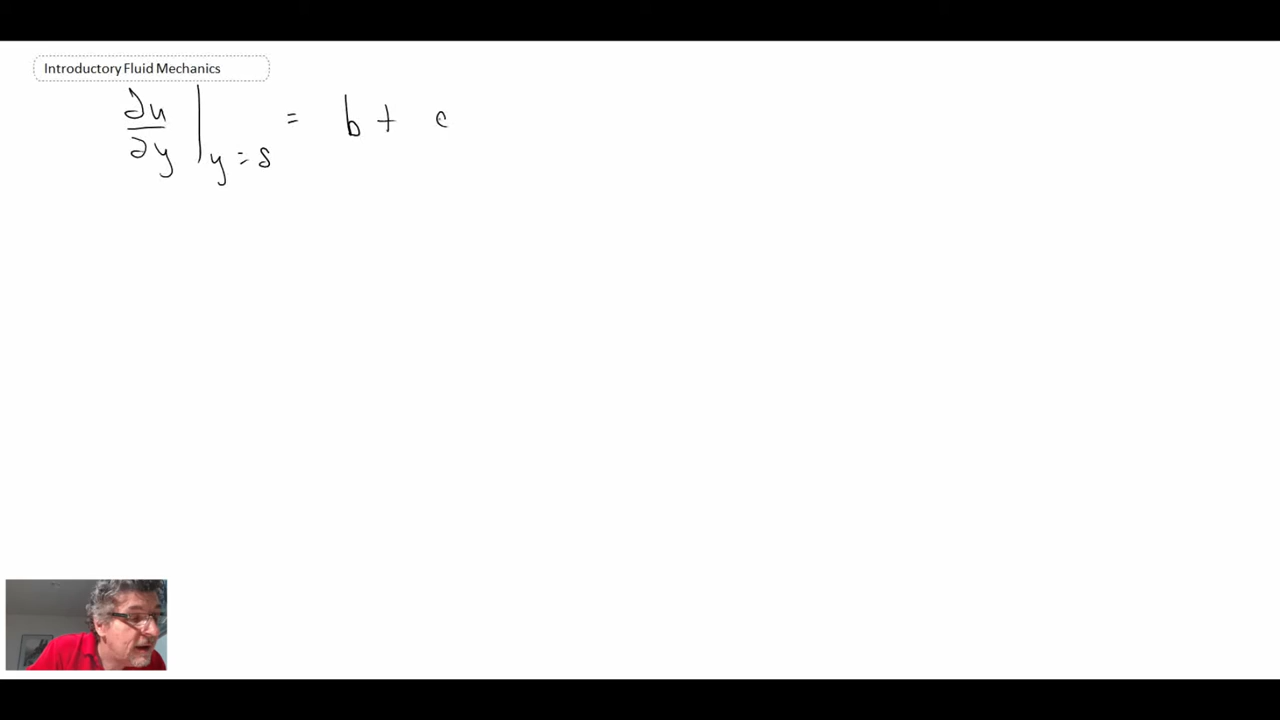 Introductory Fluid Mechanics
∂u/∂y |y=δ = b + c